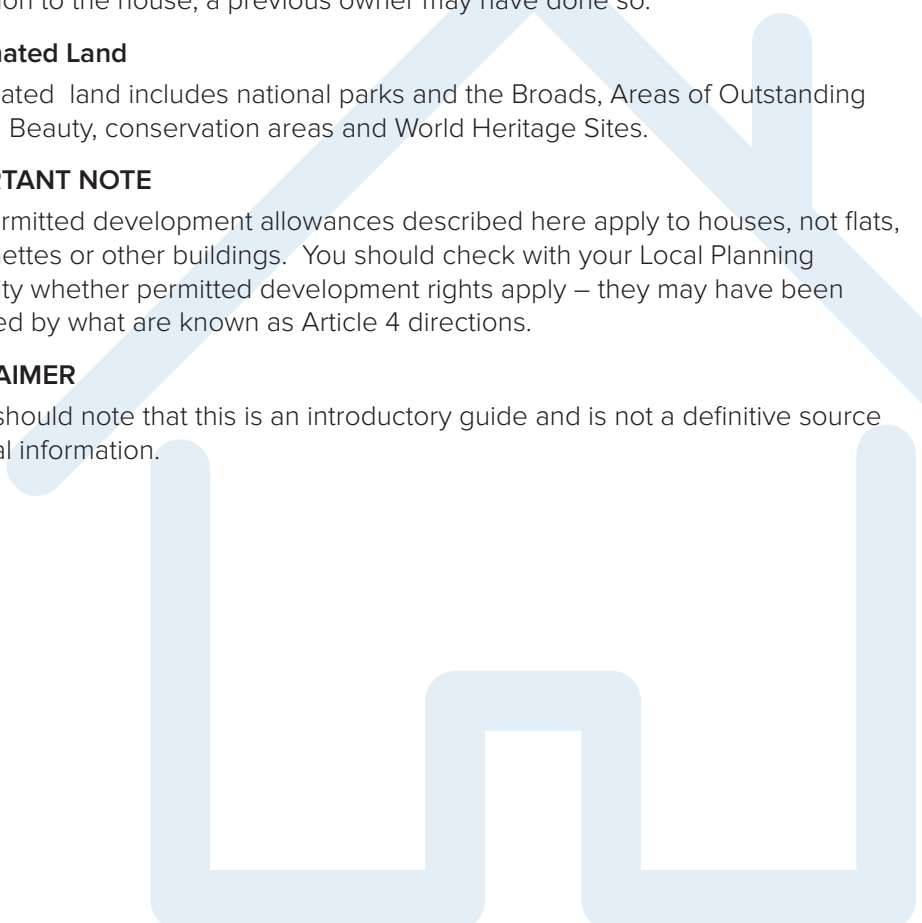 ion to the house, a previous owner may have done so.
nated Land
ated land includes national parks and the Broads, Areas of Outstanding
Beauty, conservation areas and World Heritage Sites.
RTANT NOTE
rmitted development allowances described here apply to houses, not flats,
ettes or other buildings. You should check with your Local Planning
ity whether permitted development rights apply – they may have been
ed by what are known as Article 4 directions.
AIMER
should note that this is an introductory guide and is not a definitive source
al information.